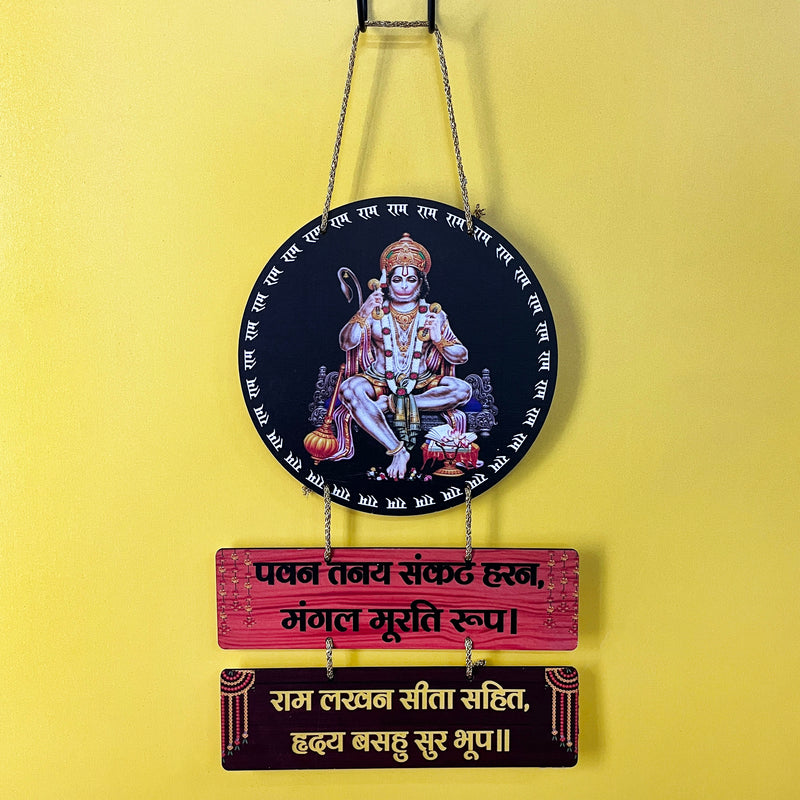 राम राम राम राम राम राम राम राम राम राम राम राम राम राम राम राम राम राम राम राम राम राम राम राम राम राम राम राम राम राम राम राम राम राम
पवन तनय संकट हरन,
मंगल मूरति रूप।
राम लखन सीता सहित,
हृदय बसहु सुर भूप॥